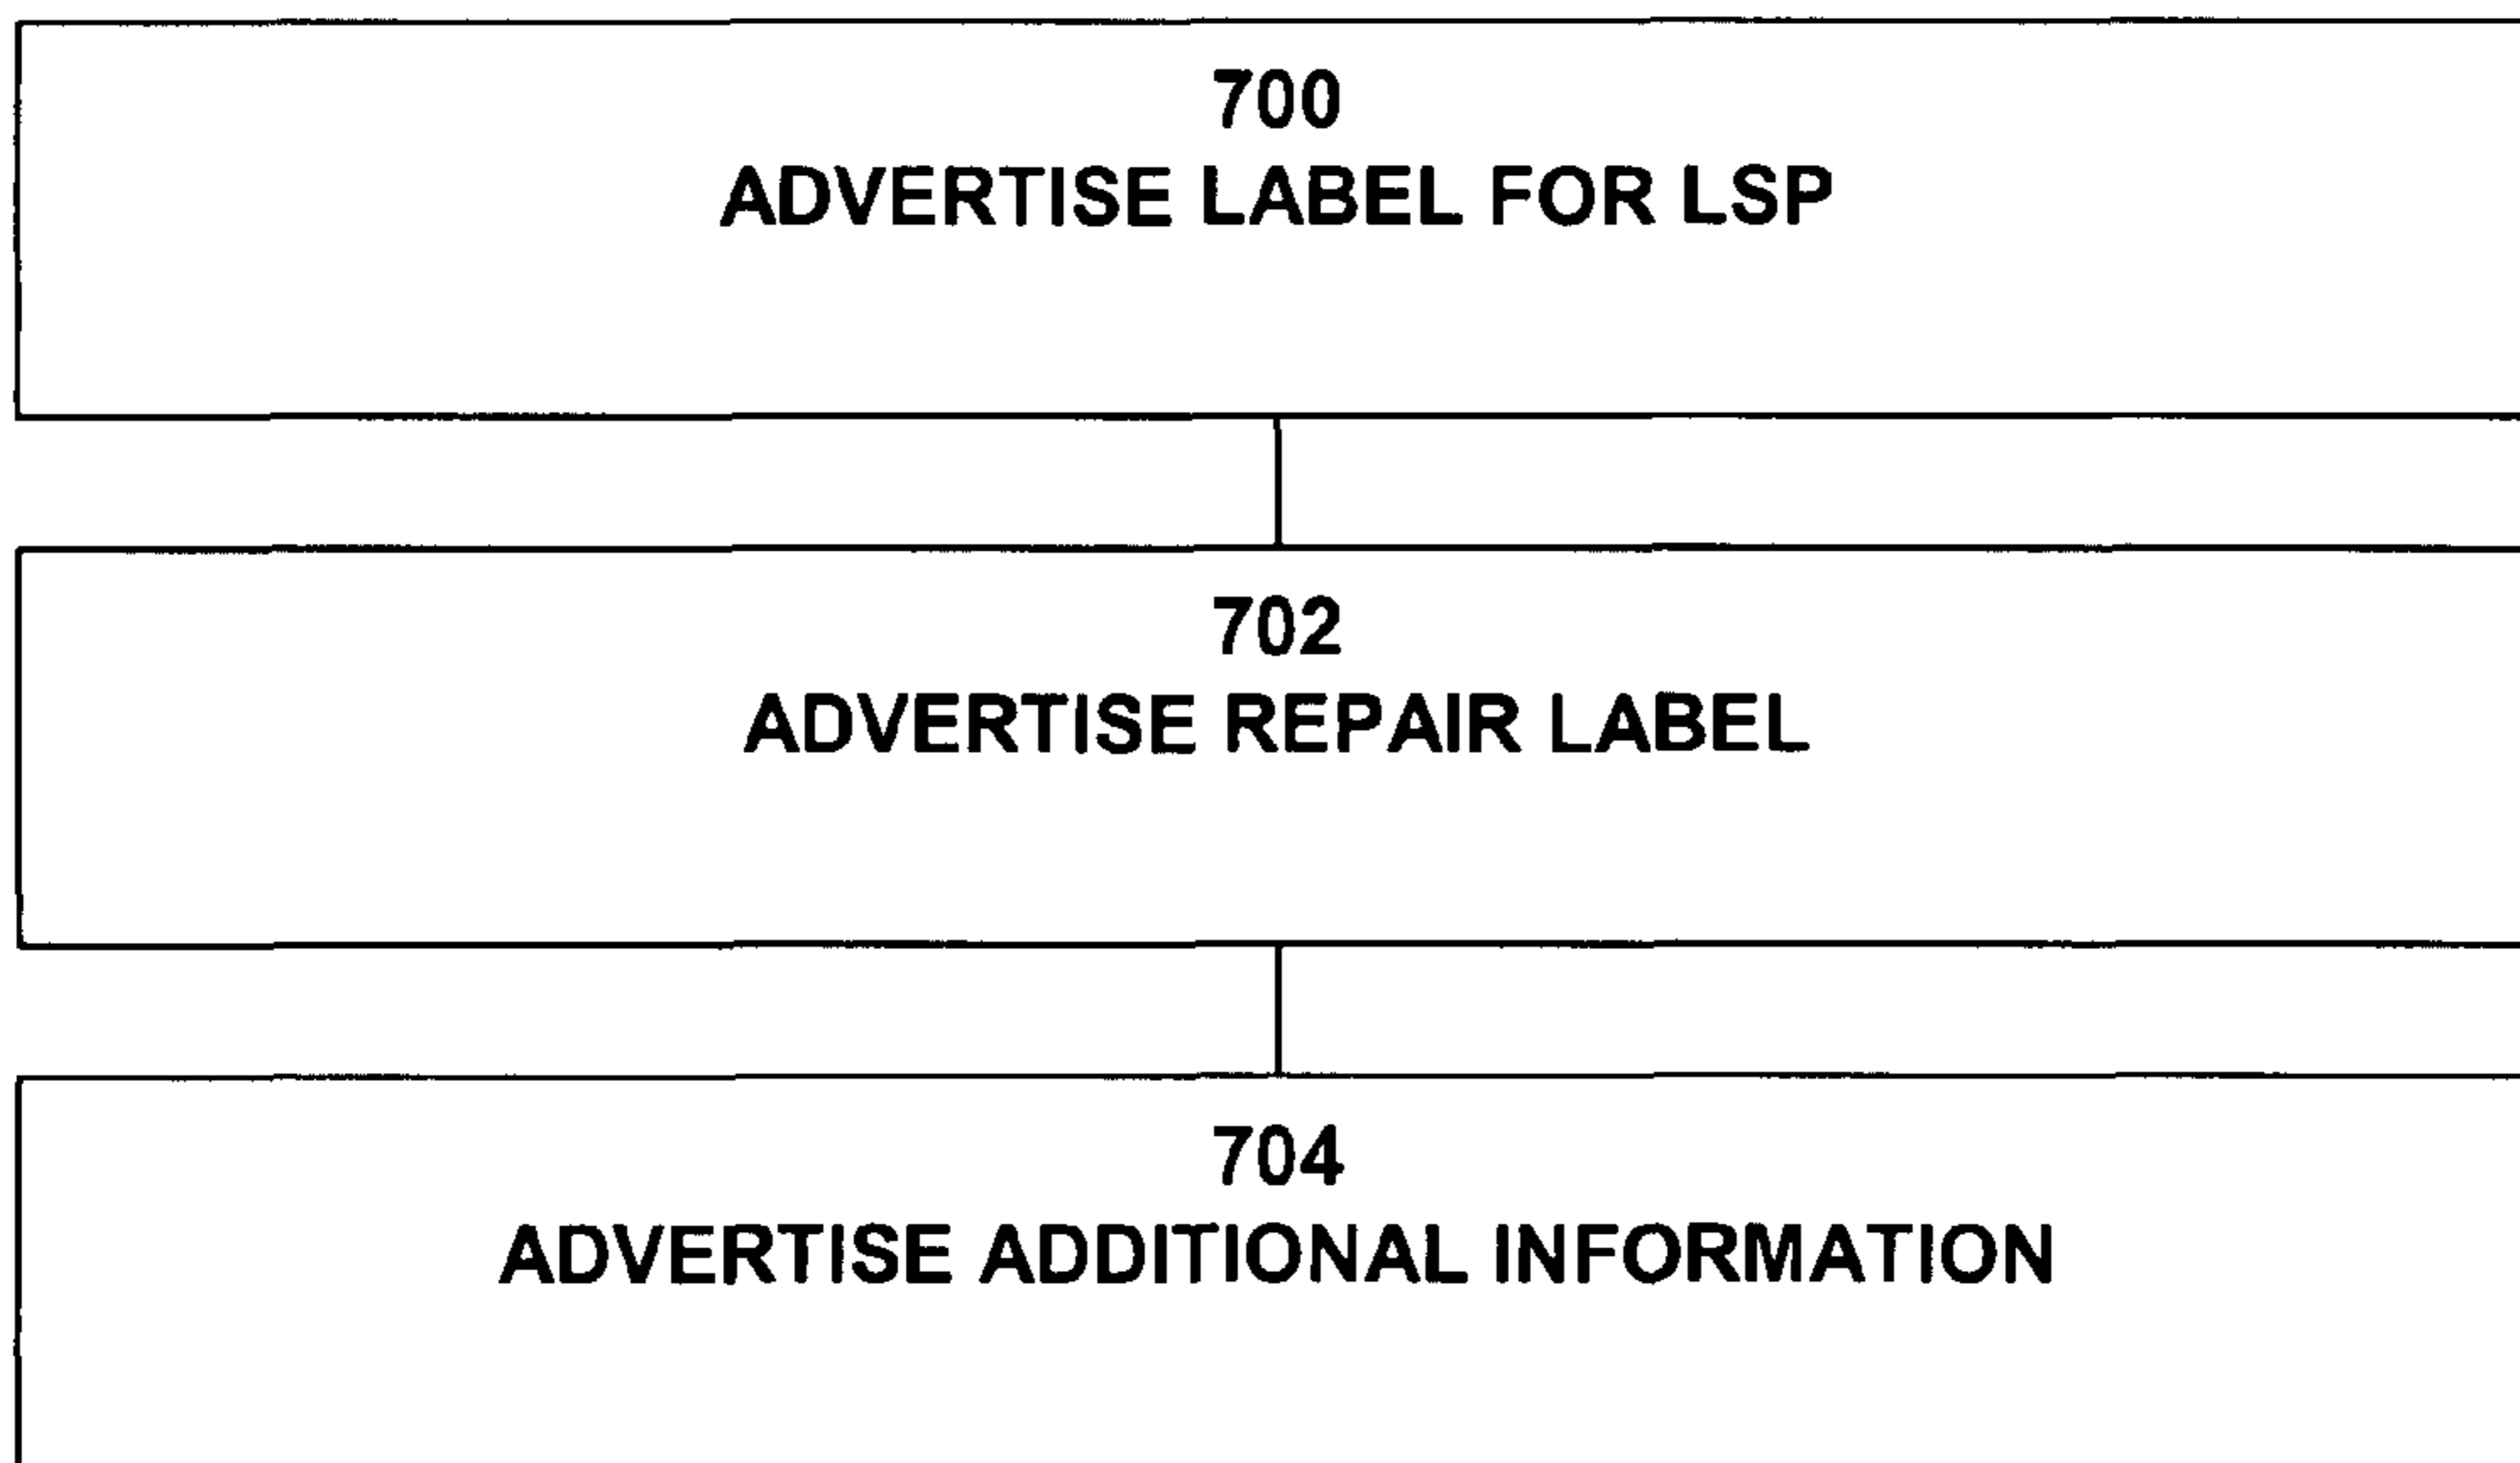 700
ADVERTISE LABEL FOR LSP
702
ADVERTISE REPAIR LABEL
704
ADVERTISE ADDITIONAL INFORMATION